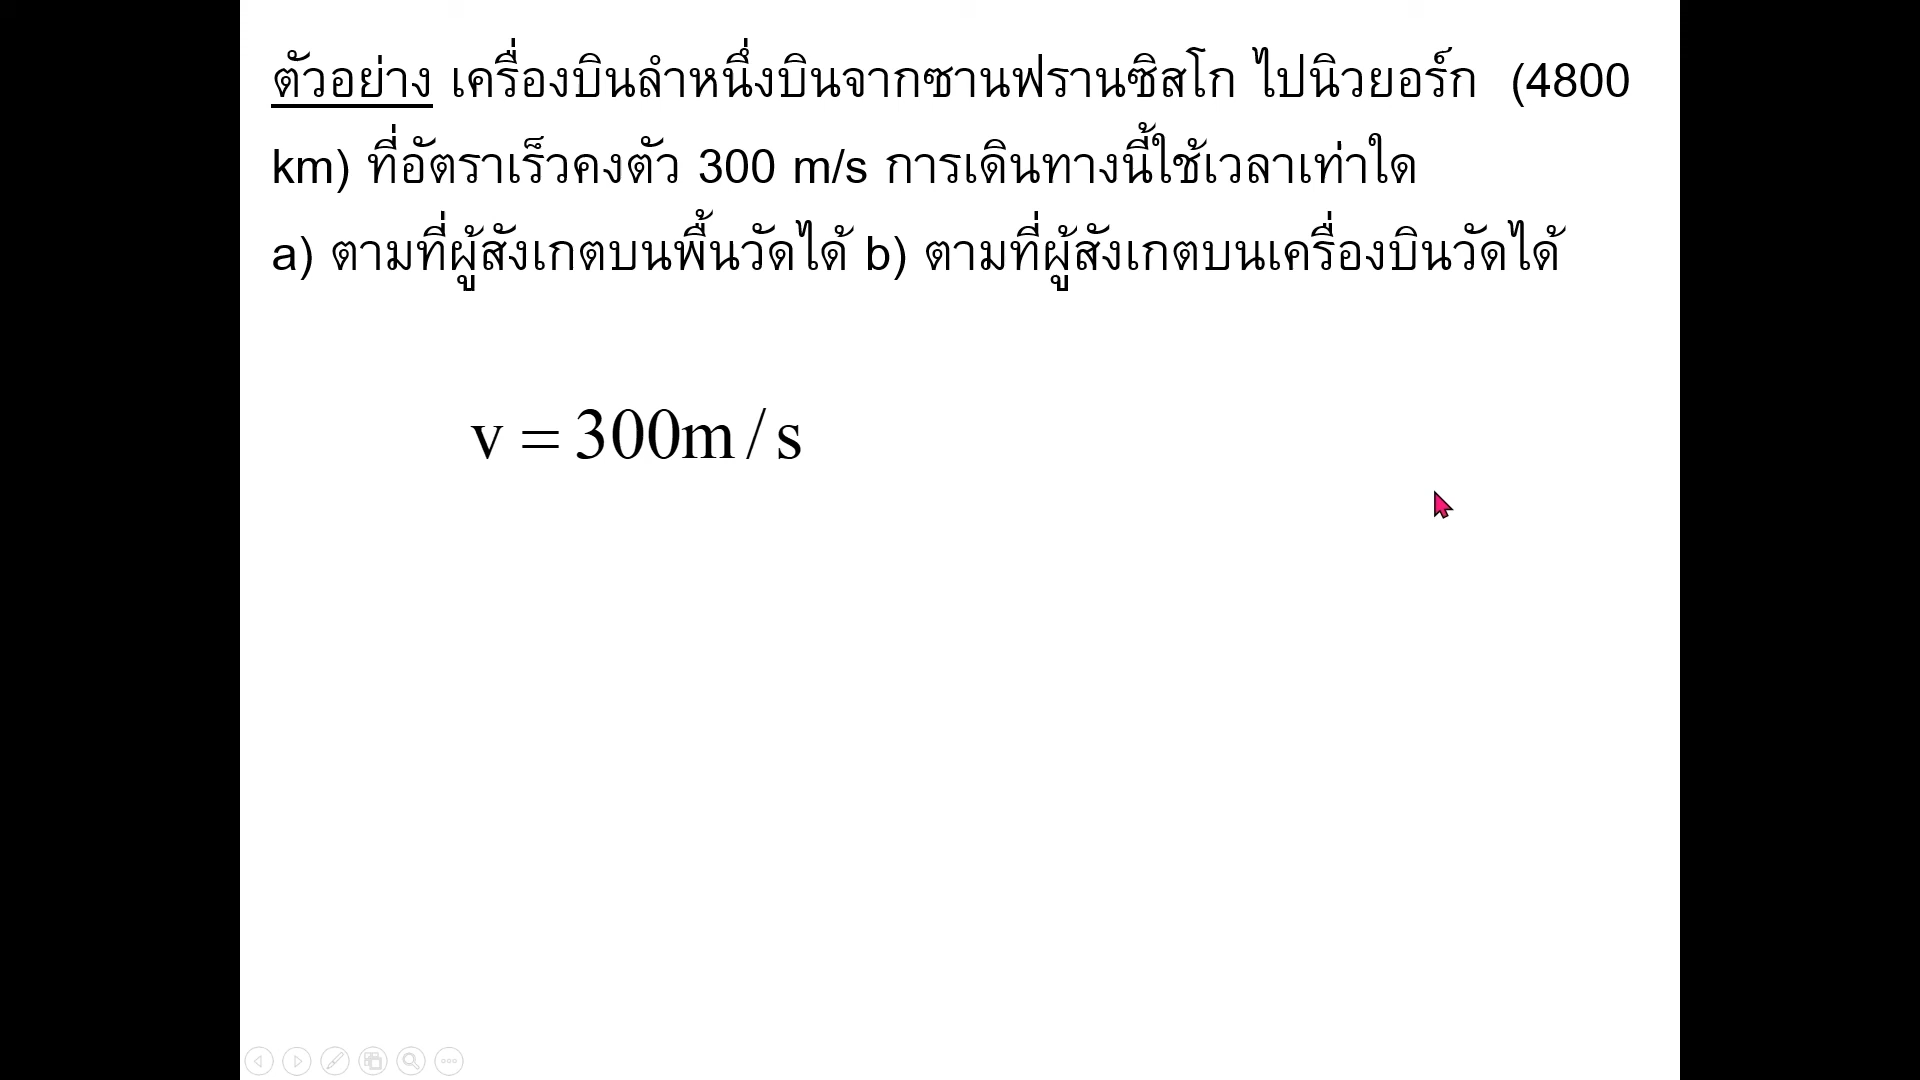 ตัวอย่าง เครื่องบินลำหนึ่งบินจากซานฟรานซิสโก ไปนิวยอร์ก (4800
km) ที่อัตราเร็วคงตัว 300 m/s การเดินทางนี้ใช้เวลาเท่าใด
a) ตามที่ผู้สังเกตบนพื้นวัดได้ b) ตามที่ผู้สังเกตบนเครื่องบินวัดได้
v = 300m / s